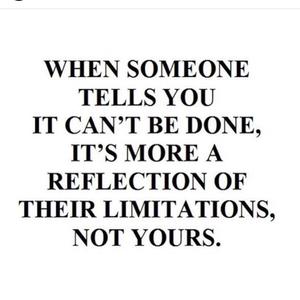 WHEN SOMEONE
TELLS YOU
IT CAN’T BE DONE,
IT’S MORE A
REFLECTION OF
THEIR LIMITATIONS,
NOT YOURS.